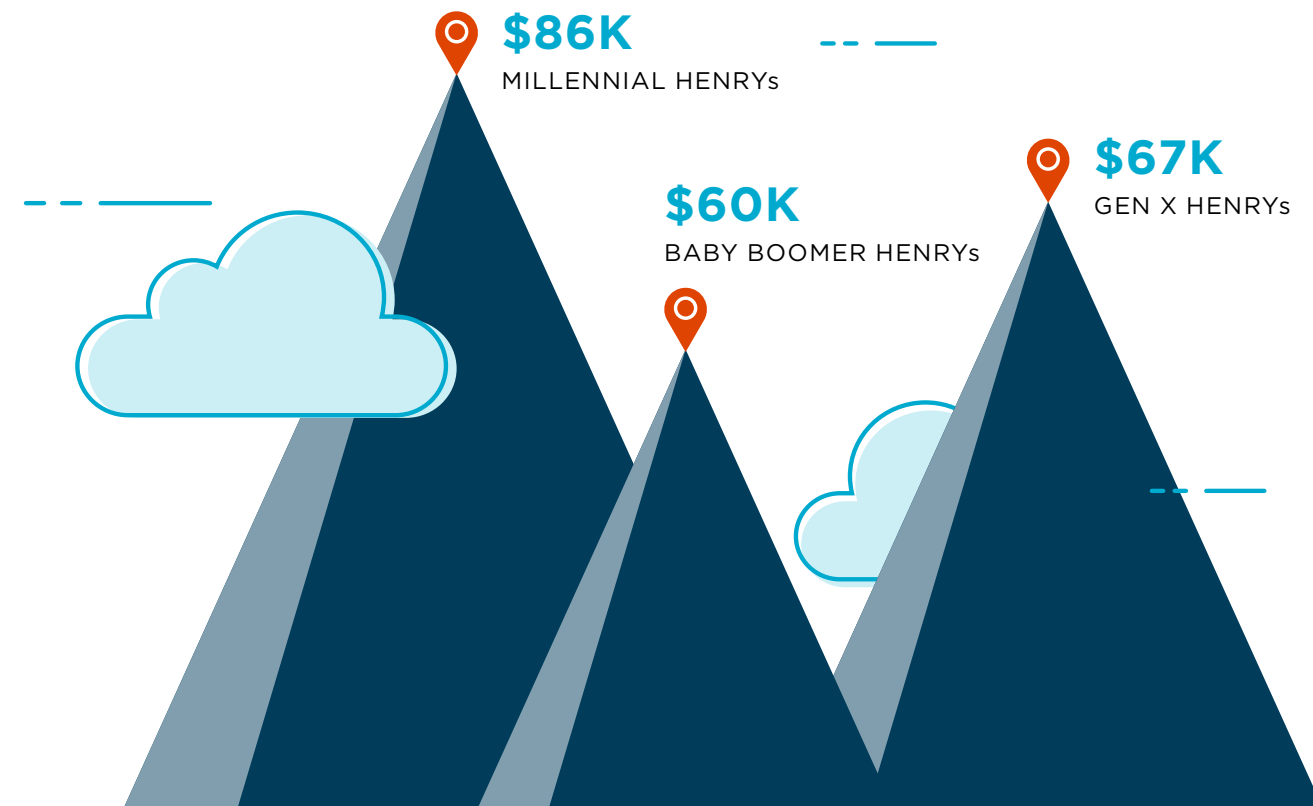 $86K
MILLENNIAL HENRYs
$60K
BABY BOOMER HENRYs
$67K
GEN X HENRYs